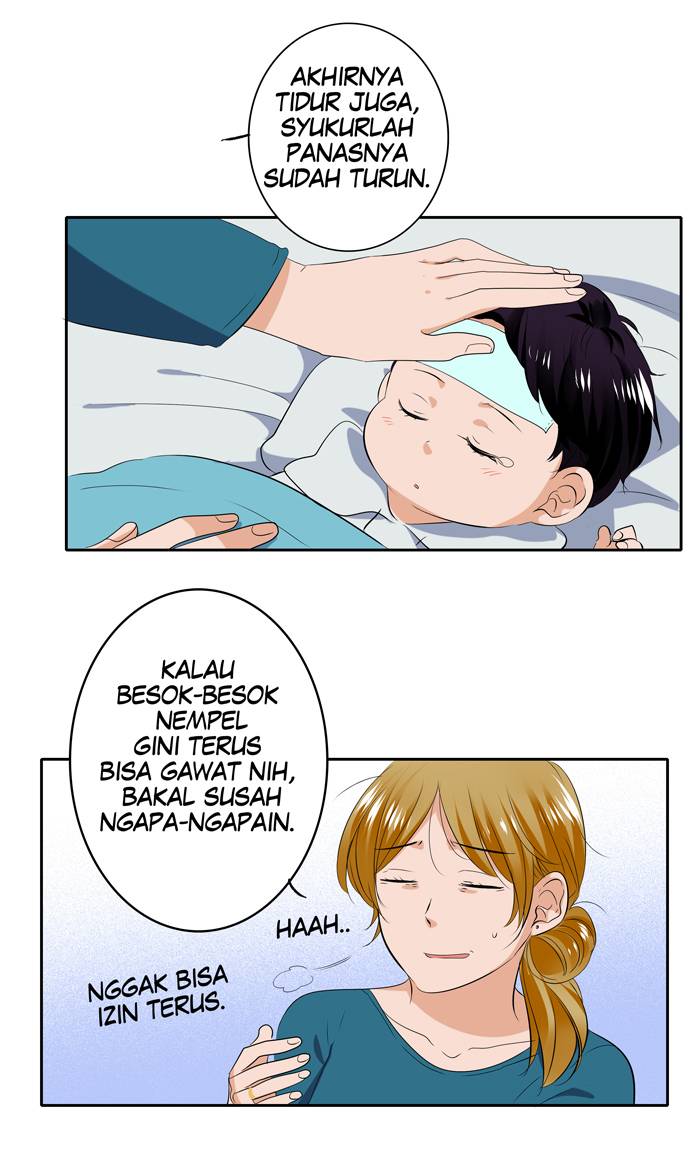 AKHIRNYA
TIDUR JUGA,
SYUKURLAH
PANASNYA
SUDAH TURUN.
KALAU
BESOK-BESOK
NEMPEL
GINI TERUS
BISA GAWAT NIH,
BAKAL SUSAH
NGAPA-NGAPAIN.
HAAH..
NGGAK BISA
IZIN TERUS.